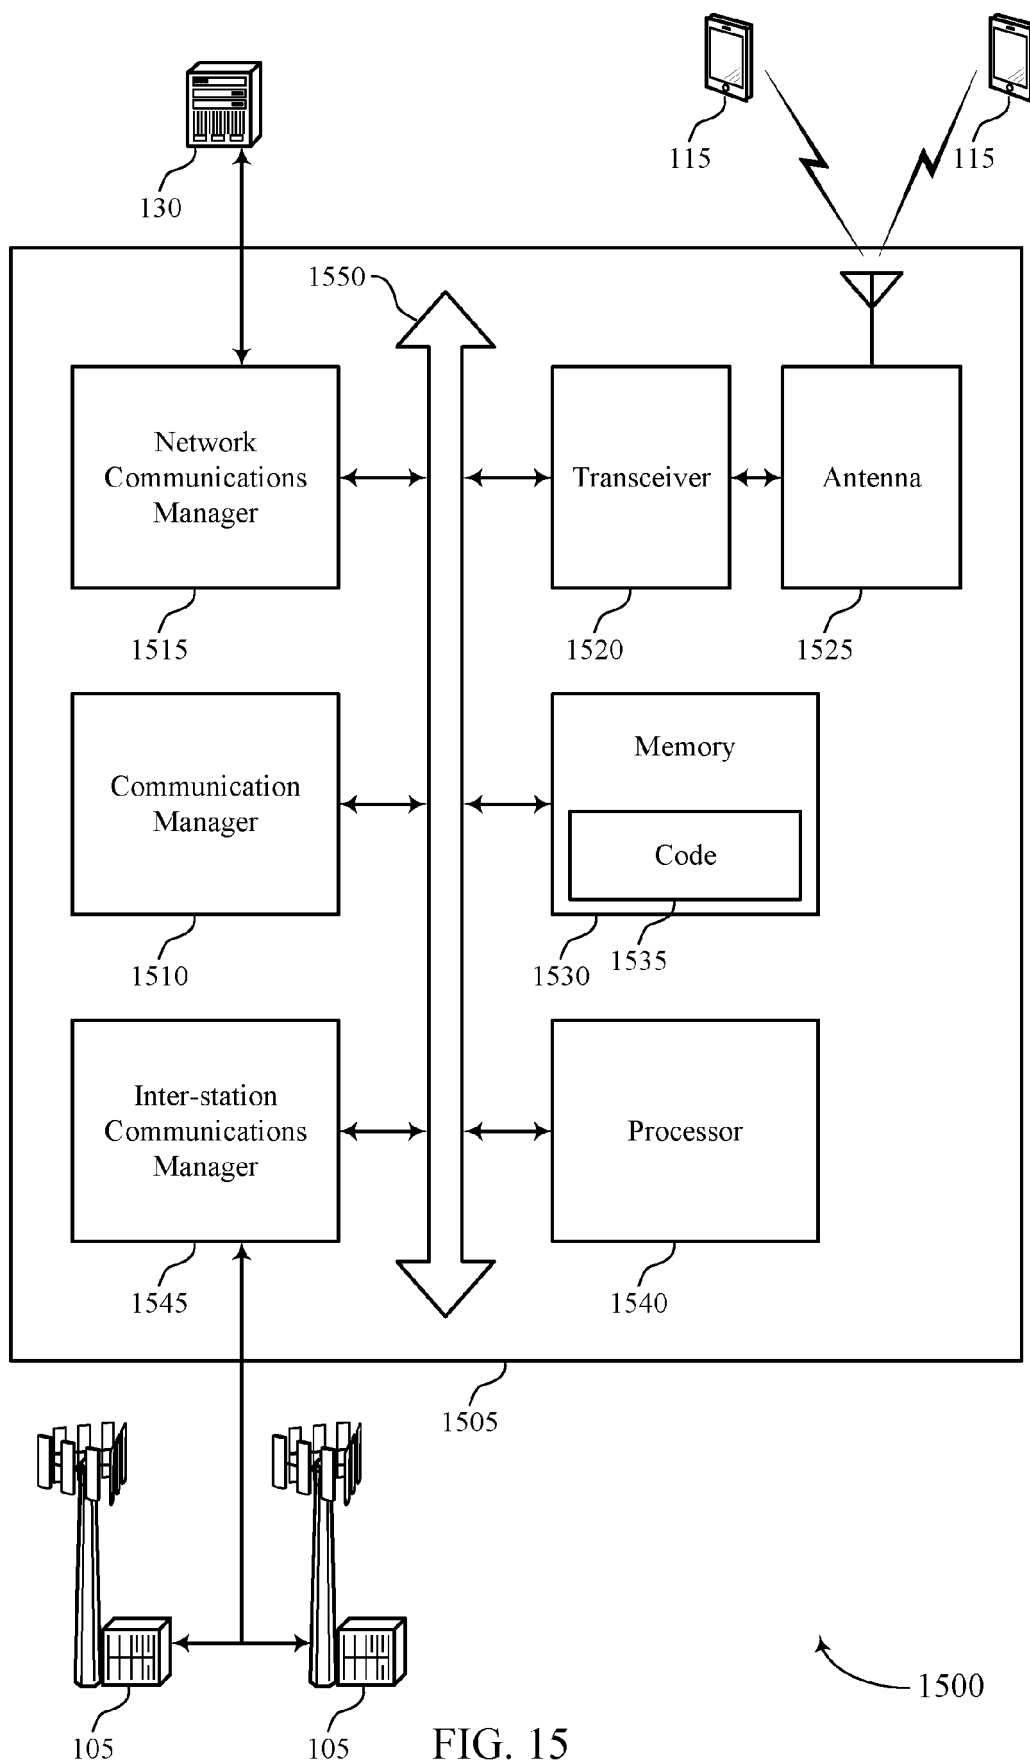 115
115
130
1550
Network
Communications
Manager
Transceiver
Antenna
1515
1520
1525
Communication
Manager
Memory
Code
1510
1530
1535
Inter-station
Communications
Manager
Processor
1545
1540
1505
1500
105
105
FIG. 15